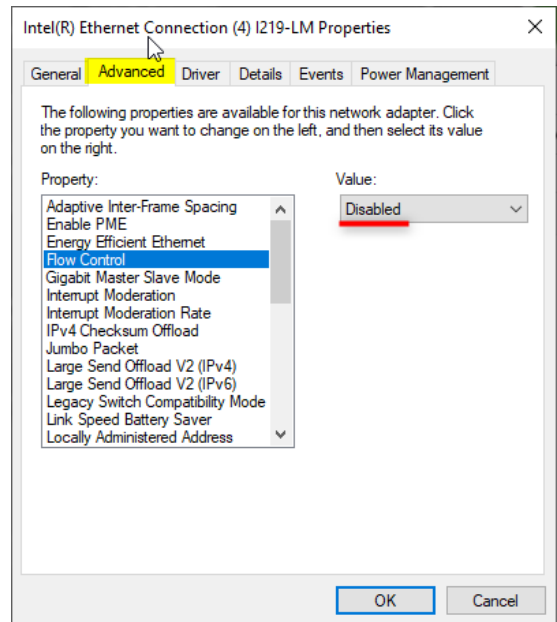 Intel(R) Ethernet Connection (4) I219-LM Properties
General Advanced Driver Details Events Power Management
The following properties are available for this network adapter. Click
the property you want to change on the left, and then select its value
on the right.
Property: Value:
Adaptive Inter-Frame Spacing Disabled
Enable PME
Energy Efficient Ethernet
Flow Control
Gigabit Master Slave Mode
Interrupt Moderation
Interrupt Moderation Rate
IPv4 Checksum Offload
Jumbo Packet
Large Send Offload V2 (IPv4)
Large Send Offload V2 (IPv6)
Legacy Switch Compatibility Mode
Link Speed Battery Saver
Locally Administered Address
OK Cancel